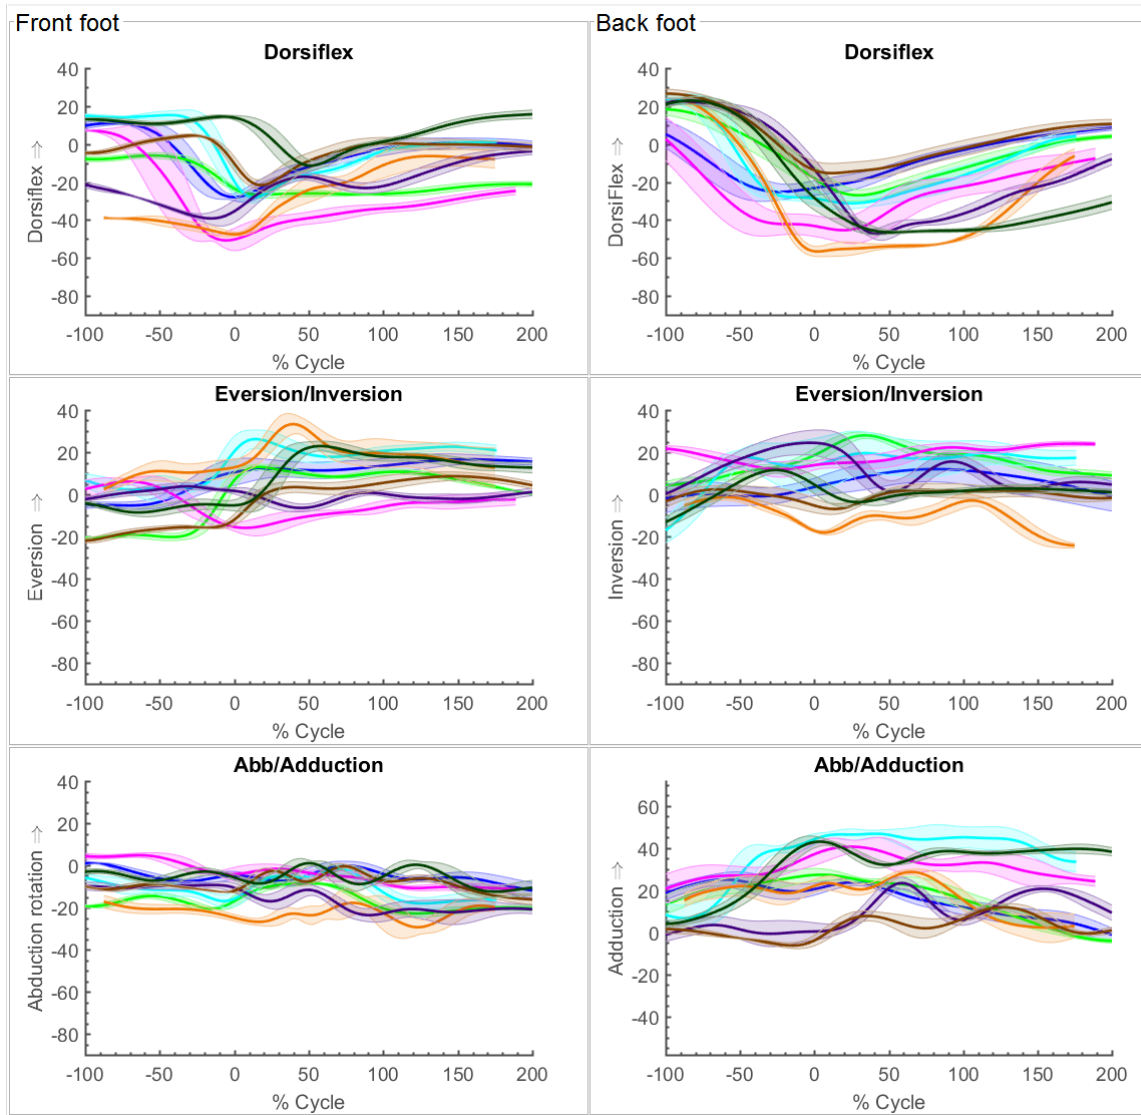 Front foot
Back foot
Dorsiflex
Dorsiflex
40
20
0
-20
-40
-60
-80
Dorsiflex ⇒
-100 -50 0 50 100 150 200
% Cycle
40
20
0
-20
-40
-60
-80
DorsiFlex ⇒
-100 -50 0 50 100 150 200
% Cycle
Eversion/Inversion
Eversion/Inversion
40
20
0
-20
-40
-60
-80
Eversion ⇒
-100 -50 0 50 100 150 200
% Cycle
40
20
0
-20
-40
-60
-80
Inversion ⇒
-100 -50 0 50 100 150 200
% Cycle
Abb/Adduction
Abb/Adduction
40
20
0
-20
-40
-60
-80
Abduction rotation ⇒
-100 -50 0 50 100 150 200
% Cycle
60
40
20
0
-20
-40
Adduction ⇒
-100 -50 0 50 100 150 200
% Cycle